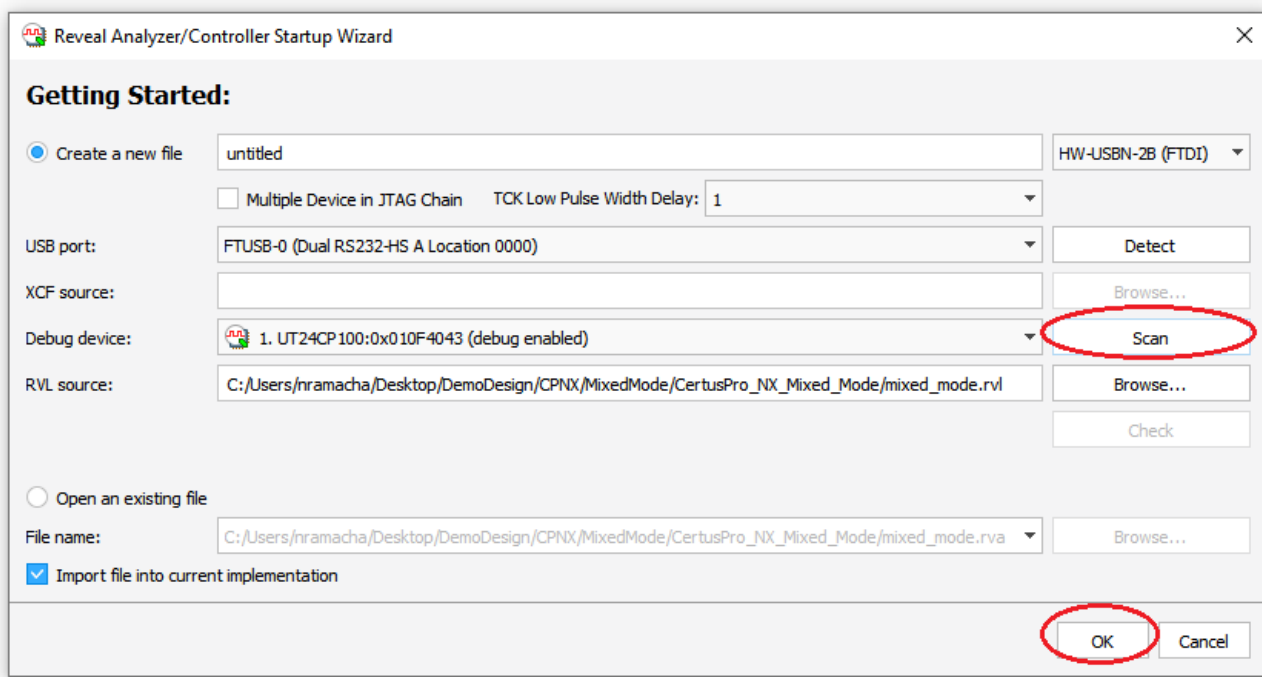 Reveal Analyzer/Controller Startup Wizard
Getting Started:
Create a new file untitled HW-USBN-2B (FTDI)
Multiple Device in JTAG Chain TCK Low Pulse Width Delay: 1
USB port: FTUSB-0 (Dual RS232-HS A Location 0000) Detect
XCF source: Browse...
Debug device: 1. UT24CP100:0x010F4043 (debug enabled) Scan
RVL source: C:/Users/nramacha/Desktop/DemoDesign/CPNX/MixedMode/CertusPro_NX_Mixed_Mode/mixed_mode.rvl Browse...
Check
Open an existing file
File name: C:/Users/nramacha/Desktop/DemoDesign/CPNX/MixedMode/CertusPro_NX_Mixed_Mode/mixed_mode.rva Browse...
Import file into current implementation
OK Cancel